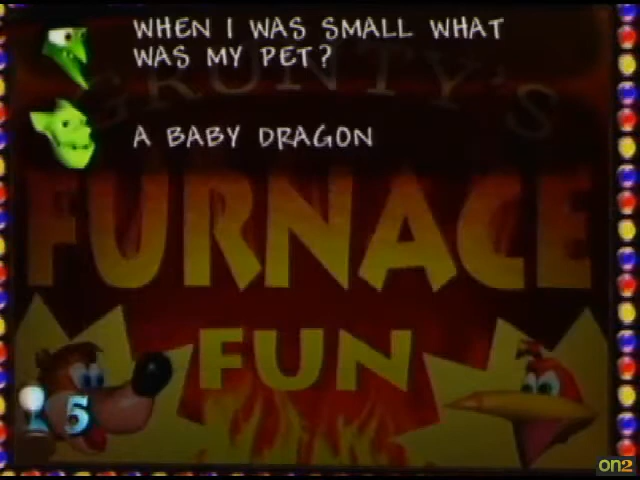 WHEN I WAS SMALL WHAT
WAS MY PET?
GRUNTY'S
A BABY DRAGON
FURNACE
FUN
5
on2